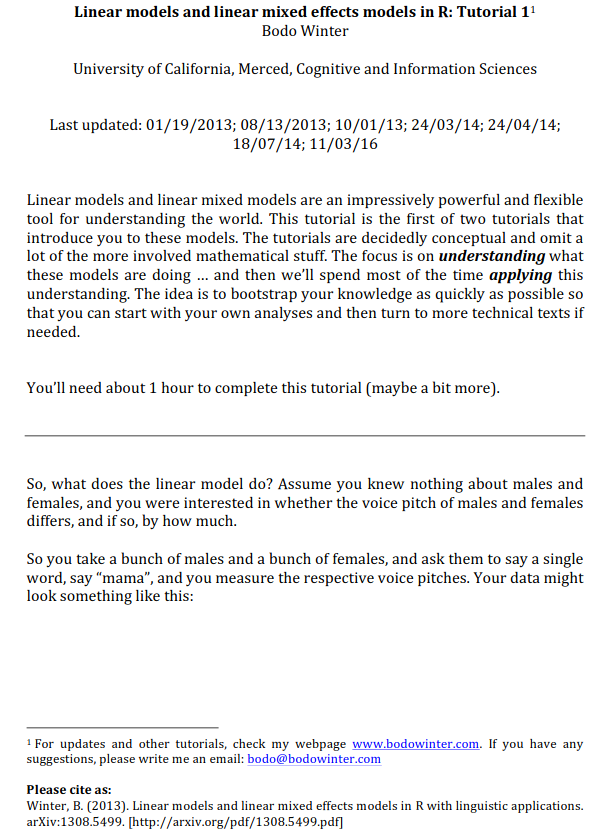 Linear models and linear mixed effects models in R: Tutorial 1¹
Bodo Winter
University of California, Merced, Cognitive and Information Sciences
Last updated: 01/19/2013; 08/13/2013; 10/01/13; 24/03/14; 24/04/14;
18/07/14; 11/03/16
Linear models and linear mixed models are an impressively powerful and flexible
tool for understanding the world. This tutorial is the first of two tutorials that
introduce you to these models. The tutorials are decidedly conceptual and omit a
lot of the more involved mathematical stuff. The focus is on understanding what
these models are doing … and then we’ll spend most of the time applying this
understanding. The idea is to bootstrap your knowledge as quickly as possible so
that you can start with your own analyses and then turn to more technical texts if
needed.
You’ll need about 1 hour to complete this tutorial (maybe a bit more).
So, what does the linear model do? Assume you knew nothing about males and
females, and you were interested in whether the voice pitch of males and females
differs, and if so, by how much.
So you take a bunch of males and a bunch of females, and ask them to say a single
word, say “mama”, and you measure the respective voice pitches. Your data might
look something like this:
¹ For updates and other tutorials, check my webpage www.bodowinter.com. If you have any
suggestions, please write me an email: bodo@bodowinter.com
Please cite as:
Winter, B. (2013). Linear models and linear mixed effects models in R with linguistic applications.
arXiv:1308.5499. [http://arxiv.org/pdf/1308.5499.pdf]